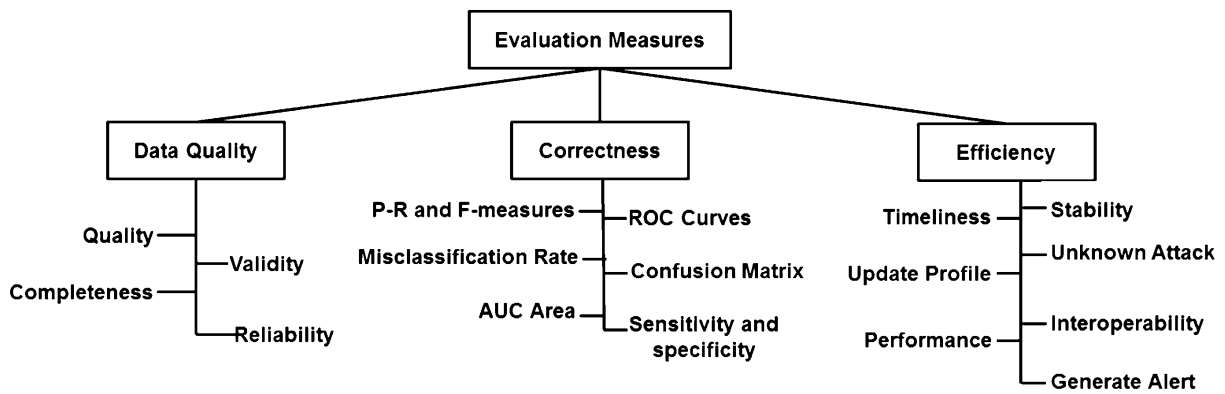 Evaluation Measures
Data Quality
Quality
Validity
Completeness
Reliability
Correctness
P-R and F-measures
ROC Curves
Misclassification Rate
Confusion Matrix
AUC Area
Sensitivity and
specificity
Efficiency
Stability
Timeliness
Unknown Attack
Update Profile
Interoperability
Performance
Generate Alert